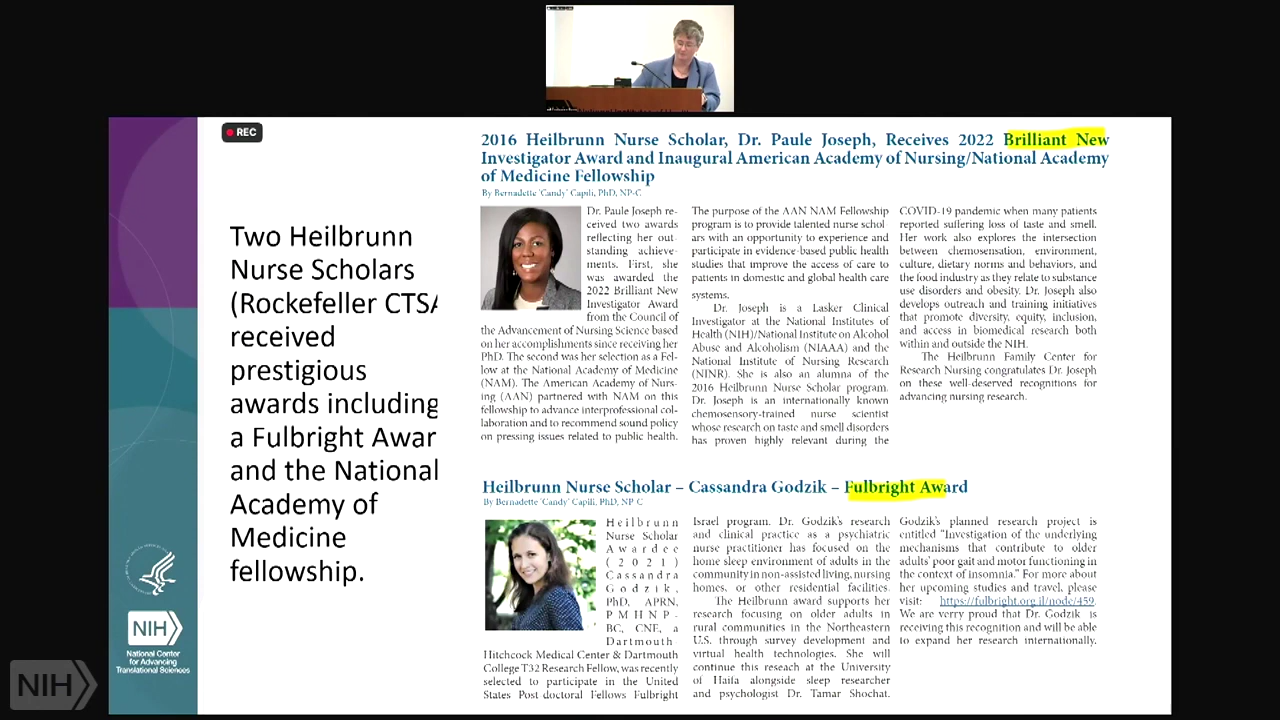 REC
Two Heilbrunn
Nurse Scholars
(Rockefeller CTSA
received
prestigious
awards including
a Fulbright Awar
and the National
Academy of
Medicine
fellowship.
NIH
National Center
for Advancing
Translational Sciences
NIH
2016 Heilbrunn Nurse Scholar, Dr. Paule Joseph, Receives 2022 Brilliant New
Investigator Award and Inaugural American Academy of Nursing/National Academy
of Medicine Fellowship
By Bernadette 'Candy' Capili, PhD, NP-C
Dr. Paule Joseph re-
ceived two awards
reflecting her out-
standing achieve-
ments. First, she
was awarded the
2022 Brilliant New
Investigator Award
from the Council of
the Advancement of Nursing Science based
on her accomplishments since receiving her
PhD. The second was her selection as a Fel-
low at the National Academy of Medicine
(NAM). The American Academy of Nurs-
ing (AAN) partnered with NAM on this
fellowship to advance interprofessional col-
laboration and to recommend sound policy
on pressing issues related to public health.
The purpose of the AAN NAM Fellowship
program is to provide talented nurse schol
ars with an opportunity to experience and
participate in evidence-based public health
studies that improve the access of care to
patients in domestic and global health care
systems.
Dr. Joseph is a Lasker Clinical
Investigator at the National Institutes of
Health (NIH)/National Institute on Alcohol
Abuse and Alcoholism (NIAAA) and the
National Institute of Nursing Research
(NINR). She is also an alumna of the
2016 Heilbrunn Nurse Scholar program.
Dr. Joseph is an internationally known
chemosensory-trained nurse scientist
whose research on taste and smell disorders
has proven highly relevant during the
COVID-19 pandemic when many patients
reported suffering loss of taste and smell.
Her work also explores the intersection
between chemosensation, environment,
culture, dietary norms and behaviors, and
the food industry as they relate to substance
use disorders and obesity. Dr. Joseph also
develops outreach and training initiatives
that promote diversity, equity, inclusion,
and access in biomedical research both
within and outside the NIH.
The Heilbrunn Family Center for
Research Nursing congratulates Dr. Joseph
on these well-deserved recognitions for
advancing nursing research.
Heilbrunn Nurse Scholar – Cassandra Godzik – Fulbright Award
By Bernadette 'Candy' Capili, PhD, NP-C
Heilbrunn
Nurse Scholar
Awardee
(2021)
Cassandra
Godzik,
PhD, APRN,
PMHNP-
BC, CNE, a
Dartmouth
Hitchcock Medical Center & Dartmouth
College T32 Research Fellow, was recently
selected to participate in the United
States Post doctoral Fellows Fulbright
Israel program. Dr. Godzik's research
and clinical practice as a psychiatric
nurse practitioner has focused on the
home sleep environment of adults in the
community in non-assisted living, nursing
homes, or other residential facilities.
The Heilbrunn award supports her
research focusing on older adults in
rural communities in the Northeastern
U.S. through survey development and
virtual health technologies. She will
continue this reseach at the University
of Haifa alongside sleep researcher
and psychologist Dr. Tamar Shochat.
Godzik's planned research project is
entitled "Investigation of the underlying
mechanisms that contribute to older
adults' poor gait and motor functioning in
the context of insomnia." For more about
her upcoming studies and travel, please
visit: https://fulbright.org.il/node/459.
We are verry proud that Dr. Godzik is
receiving this recognition and will be able
to expand her research internationally.